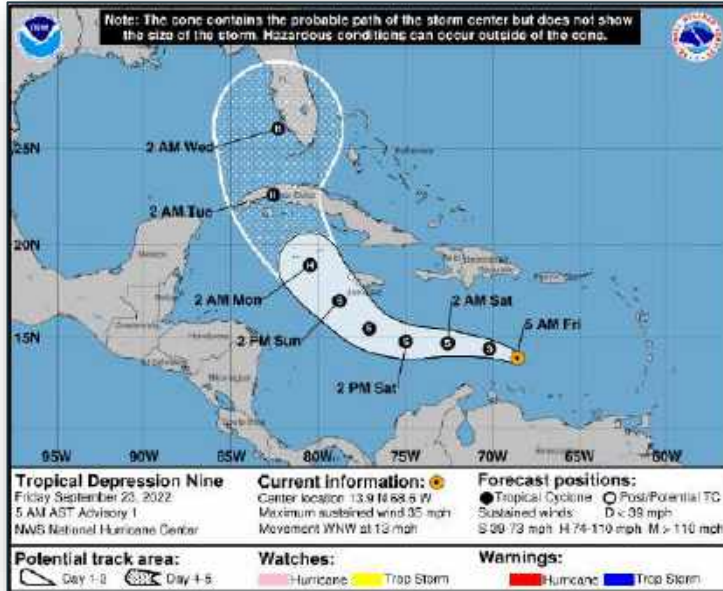 Note: The cone contains the probable path of the storm center but does not show
the size of the storm. Hazardous conditions can occur outside of the cone.
25N
2 AM Wed
2 AM Tue
20N
2 AM Mon
2 AM Sat
5 AM Fri
2 PM Sun
15N
2 PM Sat
95W 90W 85W 80W 75W 70W 65W 60W
Tropical Depression Nine
Friday September 23, 2022
5 AM AST Advisory 1
NWS National Hurricane Center
Current information:
Center location 13.9 N 68.6 W
Maximum sustained wind 35 mph
Movement WNW at 13 mph
Forecast positions:
Tropical Cyclone Post/Potential TC
Sustained winds: D < 39 mph
S 39-73 mph H 74-110 mph M > 110 mph
Potential track area:
Day 1-3 Day 4-5
Watches:
Hurricane Trop Storm
Warnings:
Hurricane Trop Storm